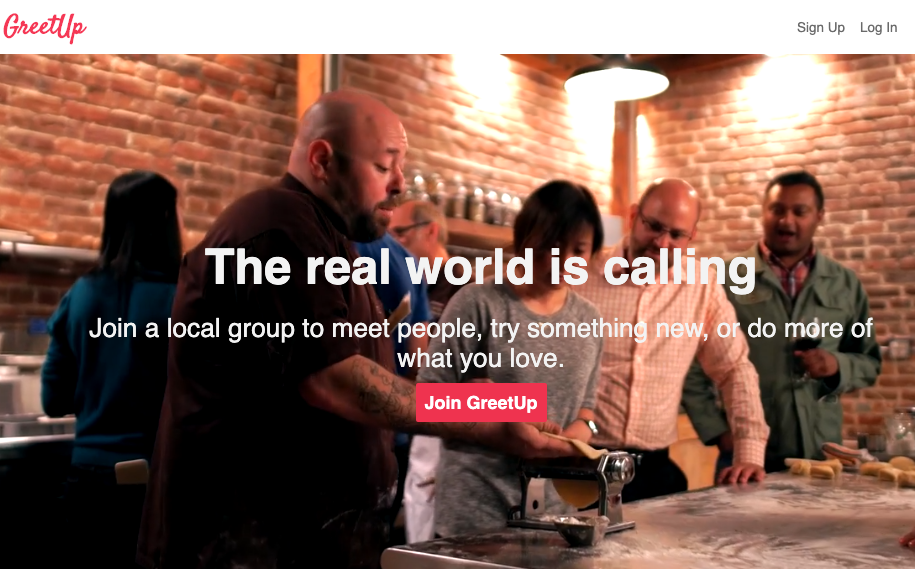 GreetUp
Sign Up Log In
The real world is calling
Join a local group to meet people, try something new, or do more of
what you love.
Join GreetUp